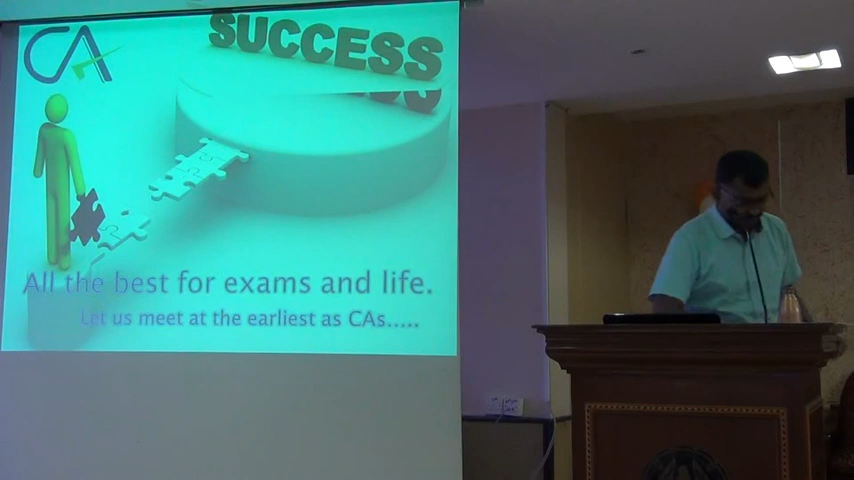 CA
SUCCESS
All the best for exams and life.
Let us meet at the earliest as CAs.....